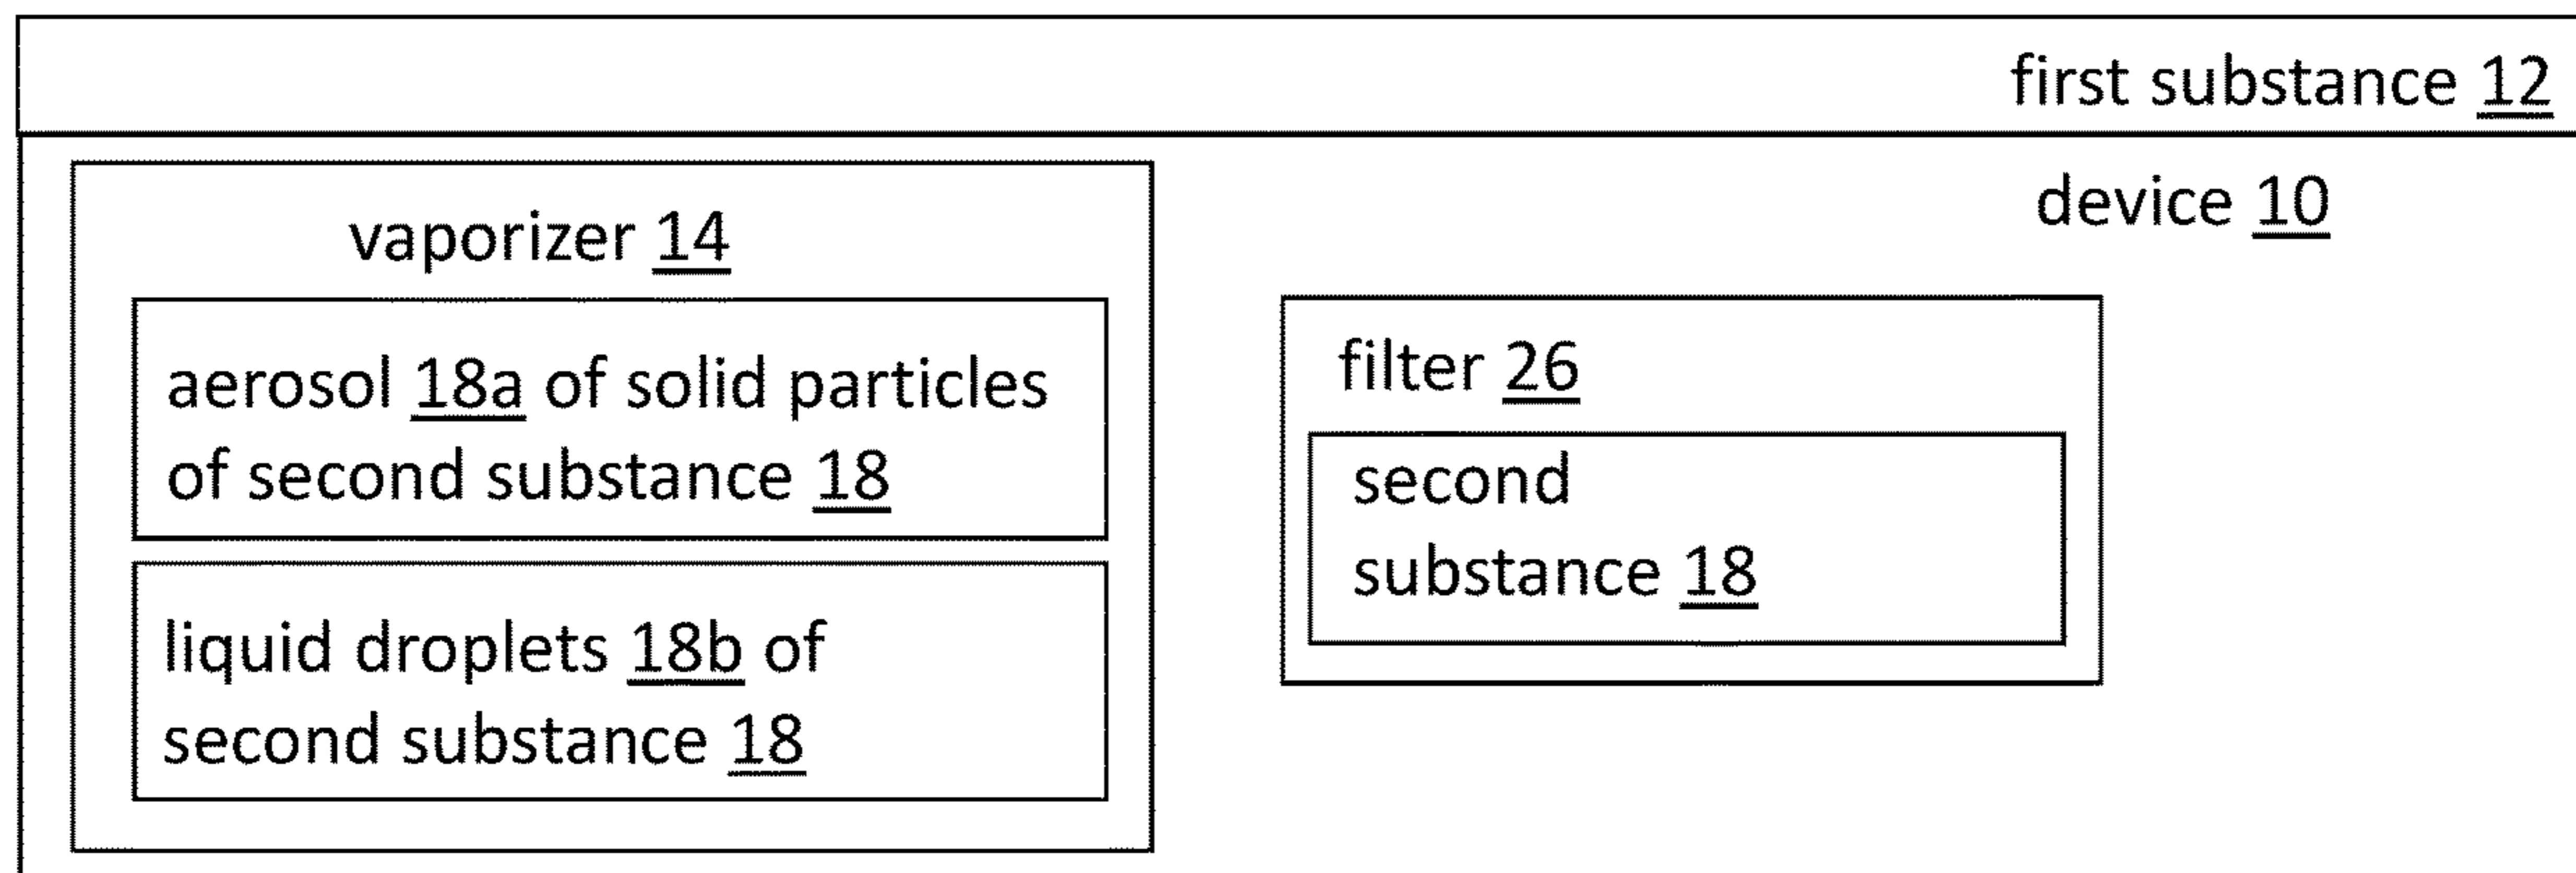 first substance 12
device 10
vaporizer 14
aerosol 18a of solid particles
of second substance 18
liquid droplets 18b of
second substance 18
filter 26
second
substance 18